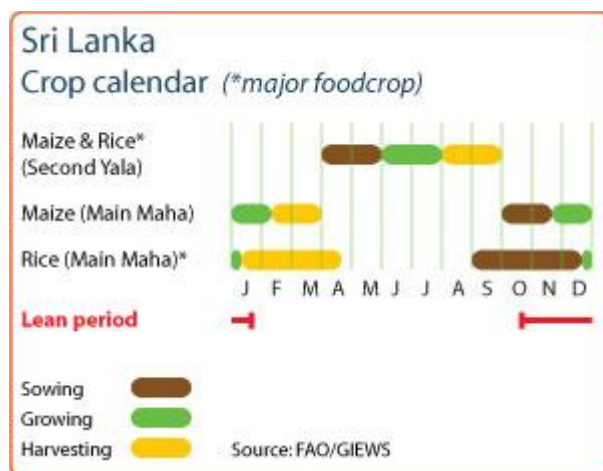 Sri Lanka
Crop calendar (*major foodcrop)
Maize & Rice*
(Second Yala)
Maize (Main Maha)
Rice (Main Maha)*
J F M A M J J A S O N D
Lean period
Sowing
Growing
Harvesting Source: FAO/GIEWS